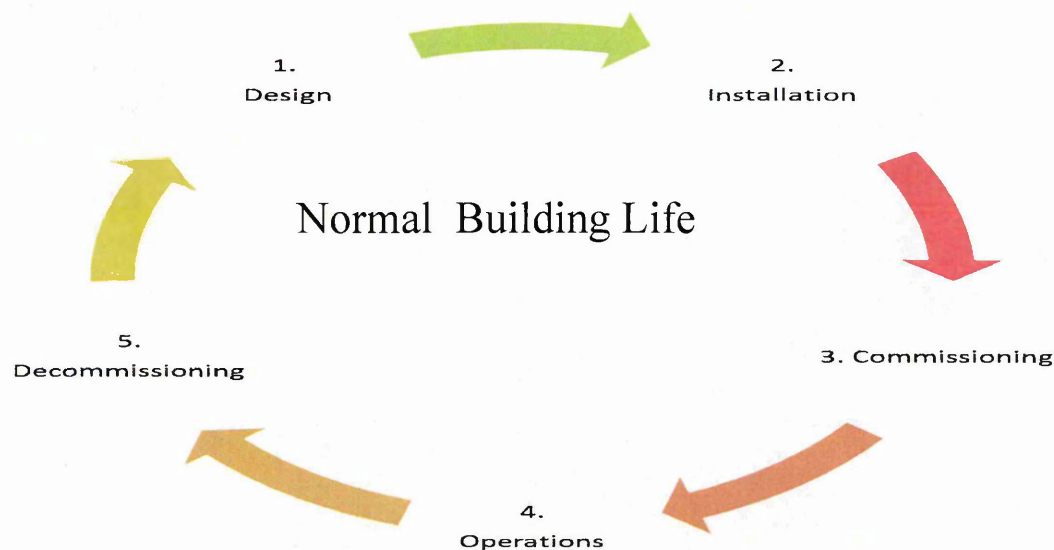 1.
Design
2.
Installation
Normal Building Life
5.
Decommissioning
3. Commissioning
4.
Operations